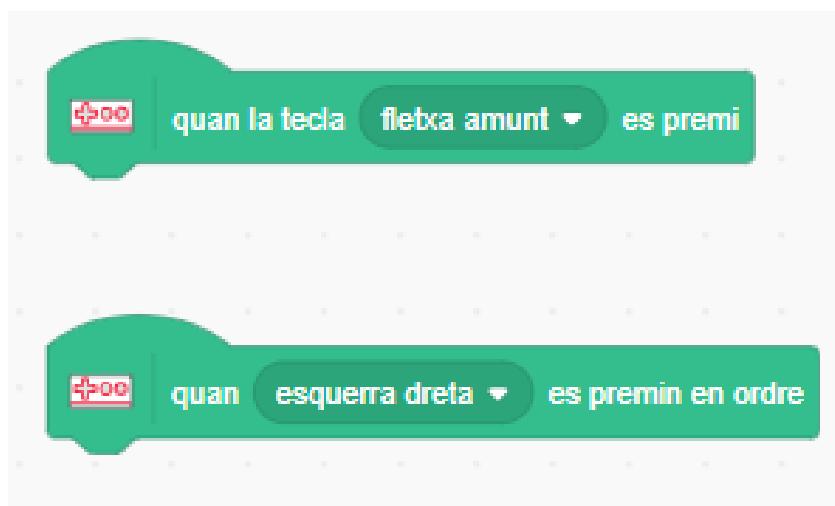 quan la tecla fletxa amunt es premi
quan esquerra dreta es premin en ordre